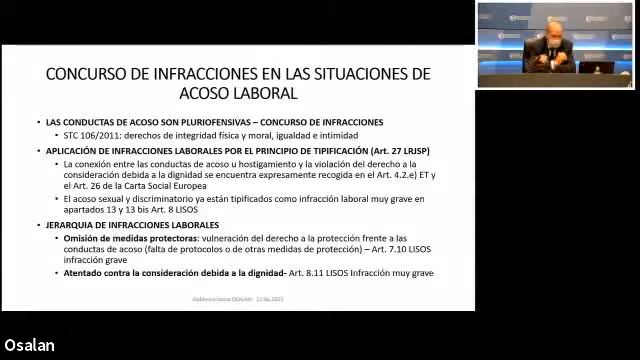 CONCURSO DE INFRACCIONES EN LAS SITUACIONES DE
ACOSO LABORAL
• LAS CONDUCTAS DE ACOSO SON PLURIOFENSIVAS – CONCURSO DE INFRACCIONES
• STC 106/2011: derechos de integridad física y moral, igualdad e intimidad
• APLICACIÓN DE INFRACCIONES LABORALES POR EL PRINCIPIO DE TIPIFICACIÓN (Art. 27 LRJSP)
• La conexión entre las conductas de acoso u hostigamiento y la violación del derecho a la
consideración debida a la dignidad se encuentra expresamente recogida en el Art. 4.2.e) ET y
el Art. 26 de la Carta Social Europea
• El acoso sexual y discriminatorio ya están tipificados como infracción laboral muy grave en
apartados 13 y 13 bis Art. 8 LISOS
• JERARQUIA DE INFRACCIONES LABORALES
• Omisión de medidas protectoras: vulneración del derecho a la protección frente a las
conductas de acoso (falta de protocolos o de otras medidas de protección) – Art. 7.10 LISOS
infracción grave
• Atentado contra la consideración debida a la dignidad- Art. 8.11 LISOS Infracción muy grave
Osalan